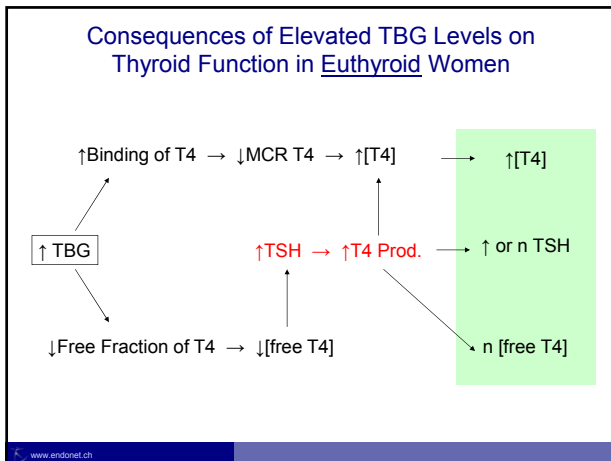 Consequences of Elevated TBG Levels on
Thyroid Function in Euthyroid Women
↑Binding of T4 → ↓MCR T4 → ↑[T4] → ↑[T4]
↑ TBG
↑TSH → ↑T4 Prod. → ↑ or n TSH
↓Free Fraction of T4 → ↓[free T4]
n [free T4]
www.endonet.ch